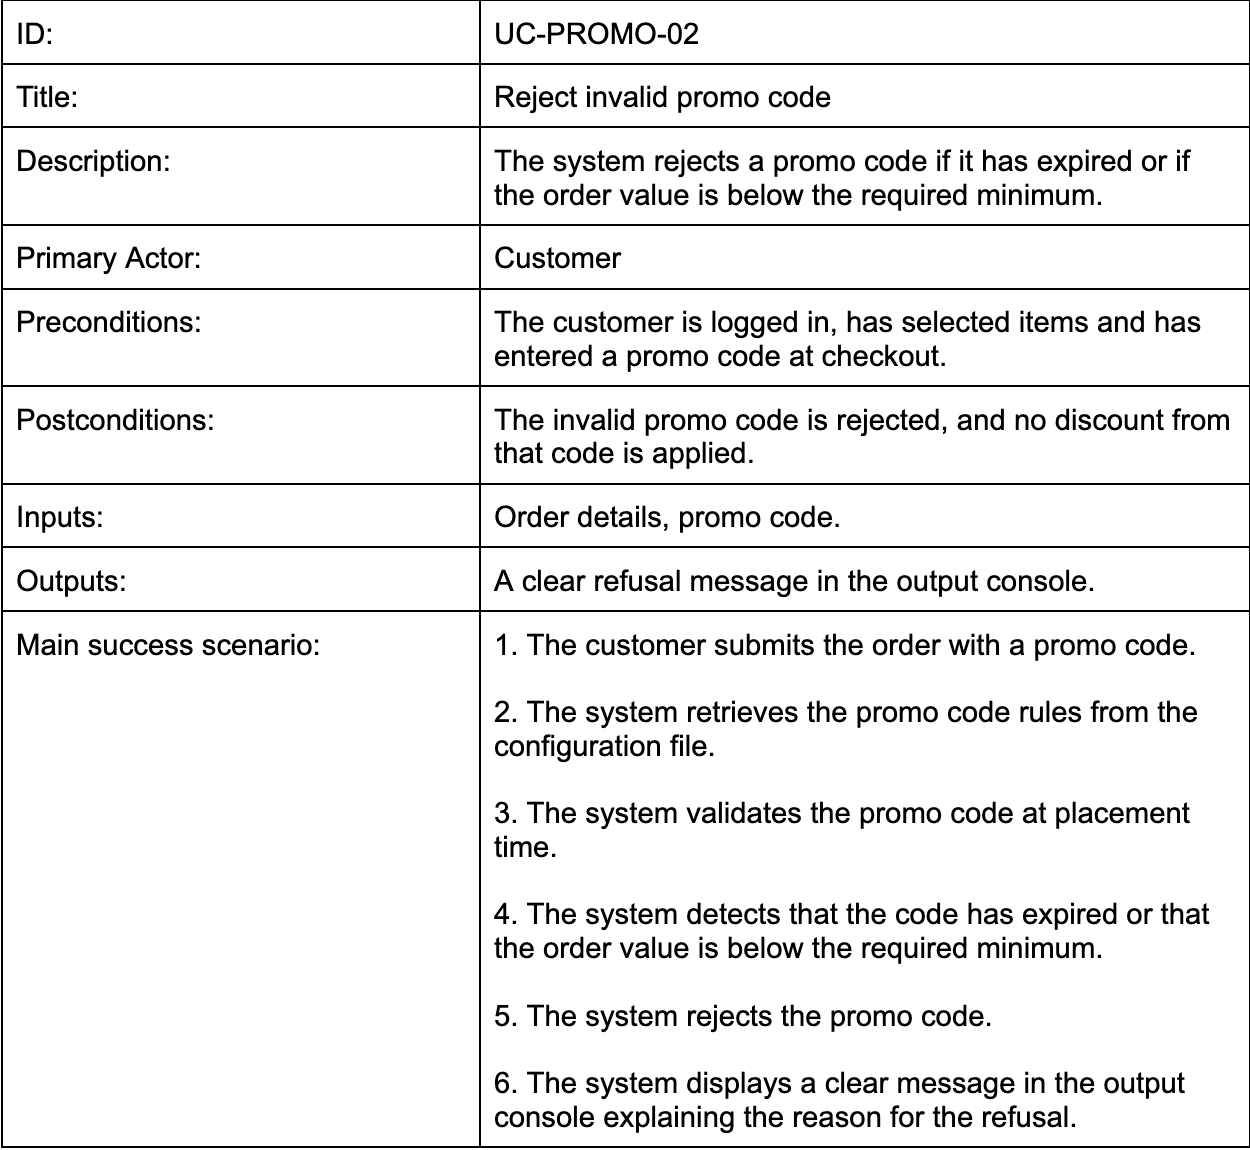 ID:
UC-PROMO-02
Title:
Reject invalid promo code
Description:
The system rejects a promo code if it has expired or if
the order value is below the required minimum.
Primary Actor:
Customer
Preconditions:
The customer is logged in, has selected items and has
entered a promo code at checkout.
Postconditions:
The invalid promo code is rejected, and no discount from
that code is applied.
Inputs:
Order details, promo code.
Outputs:
A clear refusal message in the output console.
Main success scenario:
1. The customer submits the order with a promo code.
2. The system retrieves the promo code rules from the
configuration file.
3. The system validates the promo code at placement
time.
4. The system detects that the code has expired or that
the order value is below the required minimum.
5. The system rejects the promo code.
6. The system displays a clear message in the output
console explaining the reason for the refusal.